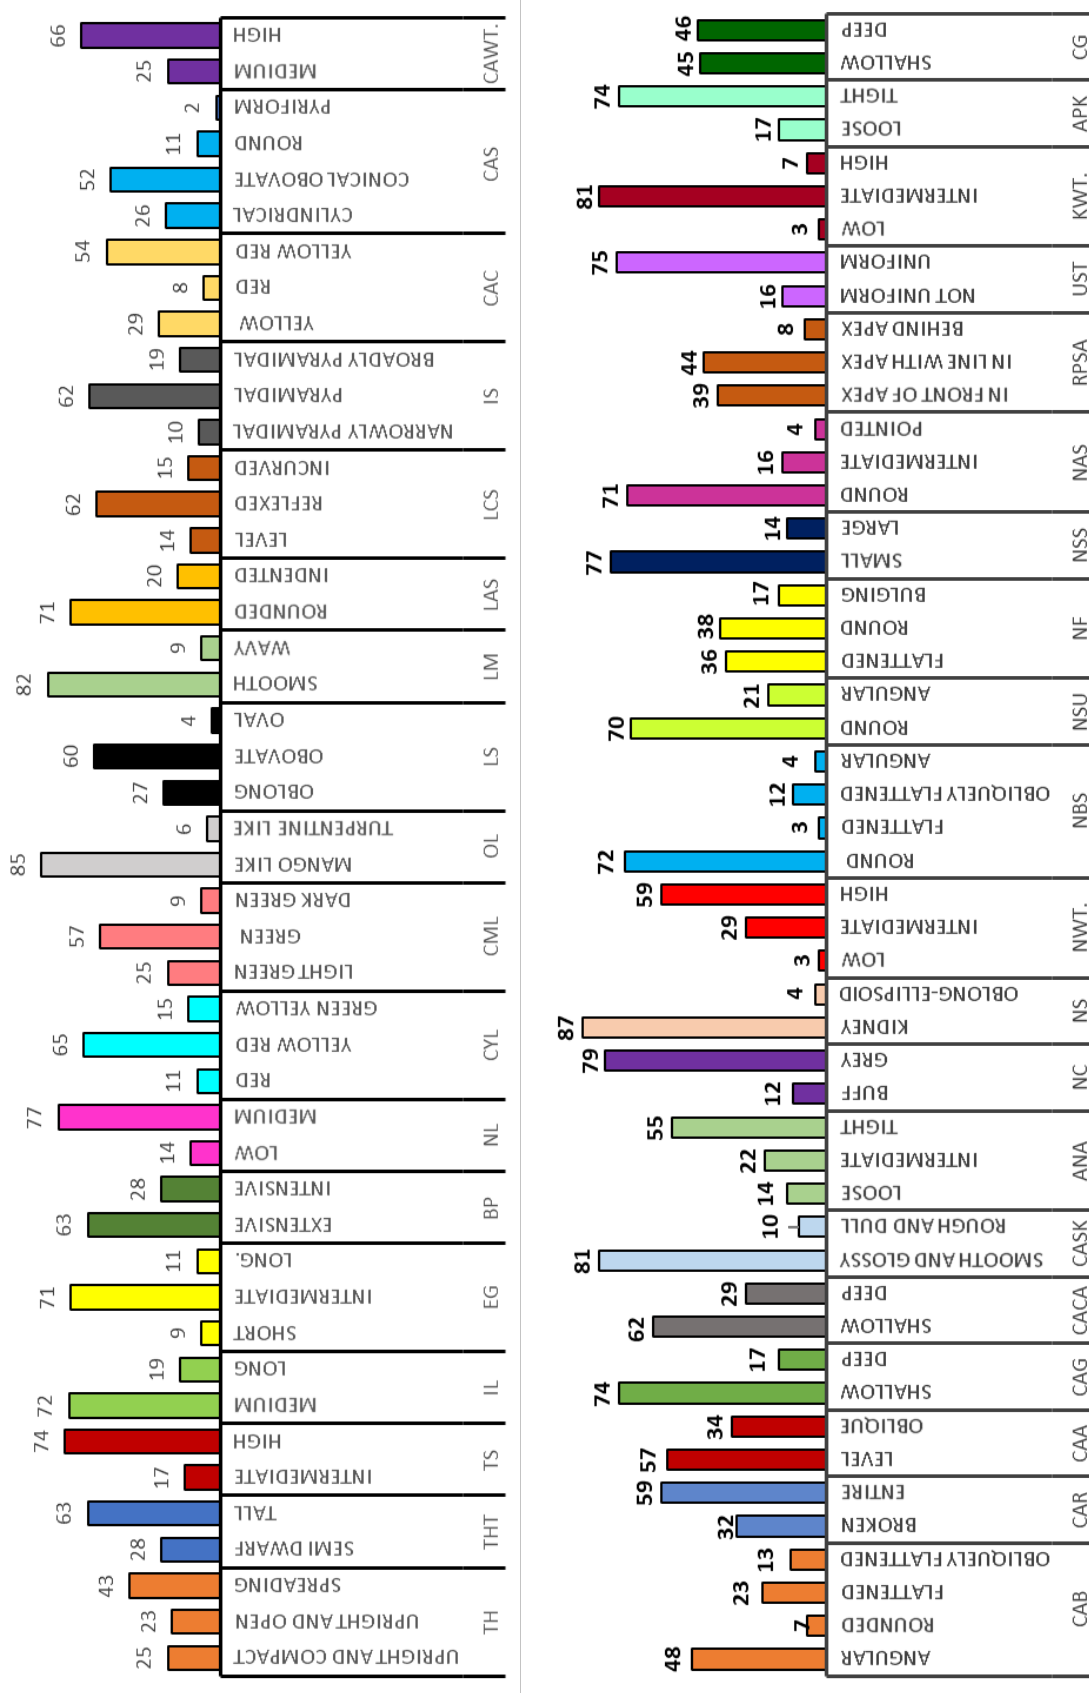 25
23
43
28
63
17
74
72
19
9
71
11
63
28
14
77
11
65
15
25
57
9
85
6
27
60
4
82
9
71
20
14
62
15
10
62
19
29
8
54
26
52
11
2
25
66
UPRIGHT AND COMPACT
UPRIGHT AND OPEN
SPREADING
SEMI DWARF
TALL
INTERMEDIATE
HIGH
MEDIUM
LONG
SHORT
INTERMEDIATE
LONG.
EXTENSIVE
INTENSIVE
LOW
MEDIUM
RED
YELLOW RED
GREEN YELLOW
LIGHT GREEN
GREEN
DARK GREEN
MANGO LIKE
TURPENTINE LIKE
OBLONG
OBOVATE
OVAL
SMOOTH
WAVY
ROUNDED
INDENTED
LEVEL
REFLEXED
INCURVED
NARROWLY PYRAMIDAL
PYRAMIDAL
BROADLY PYRAMIDAL
YELLOW
RED
YELLOW RED
CYLINDRICAL
CONICAL OBOVATE
ROUND
PYRIFORM
MEDIUM
HIGH
TH
THT
TS
IL
EG
BP
NL
CYL
CML
OL
LS
LM
LAS
LCS
IS
CAC
CAS
CAWT.
48
7
23
13
32
59
57
34
74
17
62
29
81
10
14
22
55
12
79
87
4
3
29
59
72
3
12
4
70
21
36
38
17
77
14
71
16
4
39
44
8
16
75
3
81
7
17
74
45
46
ANGULAR
ROUNDED
FLATTENED
OBLIQUELY FLATTENED
BROKEN
ENTIRE
LEVEL
OBLIQUE
SHALLOW
DEEP
SHALLOW
DEEP
SMOOTH AND GLOSSY
ROUGH AND DULL
LOOSE
INTERMEDIATE
TIGHT
BUFF
GREY
KIDNEY
OBLONG-ELLIPSOID
LOW
INTERMEDIATE
HIGH
ROUND
FLATTENED
OBLIQUELY FLATTENED
ANGULAR
ROUND
ANGULAR
FLATTENED
ROUND
BULGING
SMALL
LARGE
ROUND
INTERMEDIATE
POINTED
IN FRONT OF APEX
IN LINE WITH APEX
BEHIND APEX
NOT UNIFORM
UNIFORM
LOW
INTERMEDIATE
HIGH
LOOSE
TIGHT
SHALLOW
DEEP
CAB
CAR
CAA
CAG
CACA
CASK
ANA
NC
NS
NWT.
NBS
NSU
NF
NSS
NAS
RPSA
UST
KWT.
APK
CG